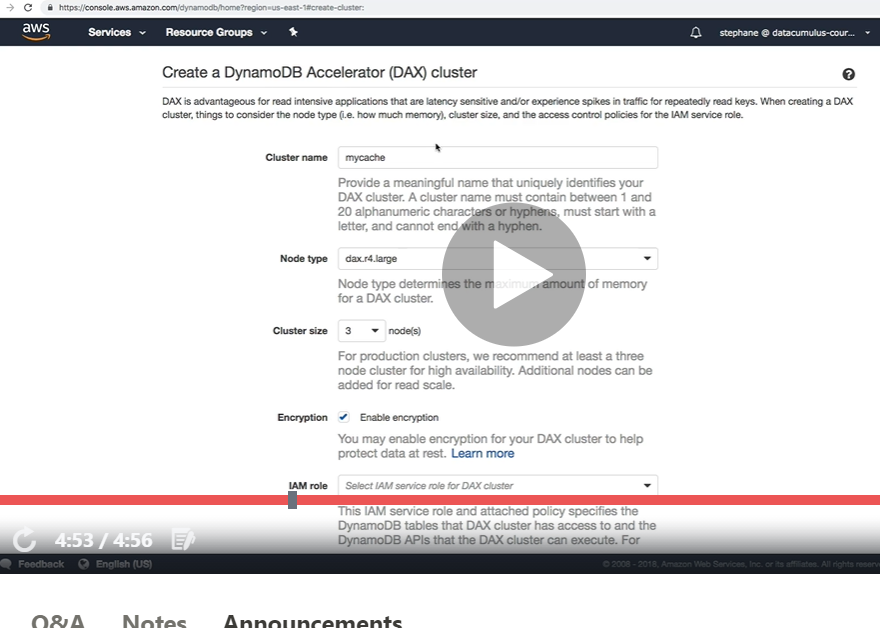 https://console.aws.amazon.com/dynamodb/home?region=us-east-1#create-cluster:
aws Services Resource Groups stephane @ datacumulus-cour...
Create a DynamoDB Accelerator (DAX) cluster
DAX is advantageous for read intensive applications that are latency sensitive and/or experience spikes in traffic for repeatedly read keys. When creating a DAX
cluster, things to consider the node type (i.e. how much memory), cluster size, and the access control policies for the IAM service role.
Cluster name mycache
Provide a meaningful name that uniquely identifies your
DAX cluster. A cluster name must contain between 1 and
20 alphanumeric characters or hyphens, must start with a
letter, and cannot end with a hyphen.
Node type dax.r4.large
Node type determines the maximum amount of memory
for a DAX cluster.
Cluster size 3 node(s)
For production clusters, we recommend at least a three
node cluster for high availability. Additional nodes can be
added for read scale.
Encryption Enable encryption
You may enable encryption for your DAX cluster to help
protect data at rest. Learn more
IAM role Select IAM service role for DAX cluster
This IAM service role and attached policy specifies the
DynamoDB tables that DAX cluster has access to and the
DynamoDB APIs that the DAX cluster can execute. For
4:53 / 4:56
Feedback English (US) © 2008 - 2018, Amazon Web Services, Inc. or its affiliates. All rights reserve
Q&A Notes Announcements